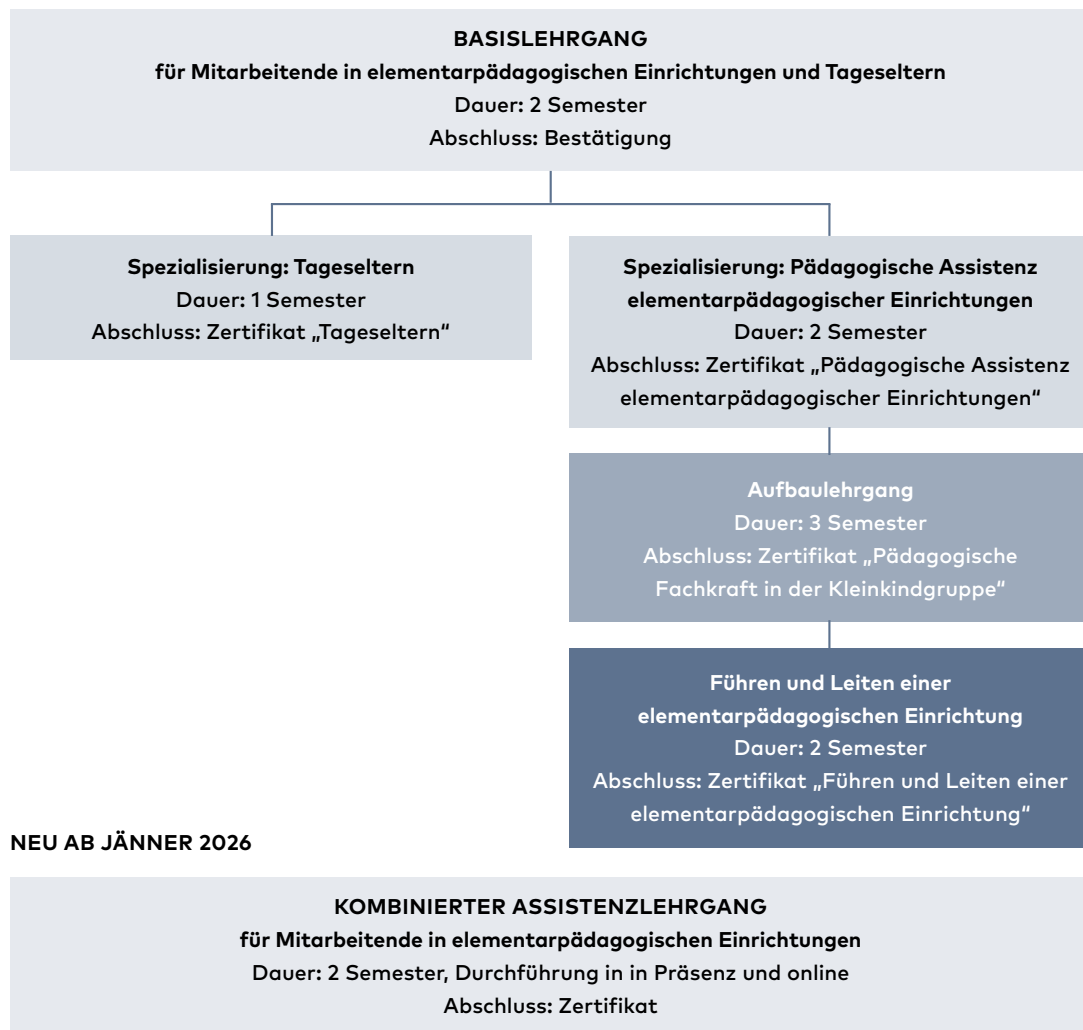 BASISLEHRGANG
für Mitarbeitende in elementarpädagogischen Einrichtungen und Tageseltern
Dauer: 2 Semester
Abschluss: Bestätigung
Spezialisierung: Tageseltern
Dauer: 1 Semester
Abschluss: Zertifikat „Tageseltern“
Spezialisierung: Pädagogische Assistenz
elementarpädagogischer Einrichtungen
Dauer: 2 Semester
Abschluss: Zertifikat „Pädagogische Assistenz
elementarpädagogischer Einrichtungen“
Aufbaulehrgang
Dauer: 3 Semester
Abschluss: Zertifikat „Pädagogische
Fachkraft in der Kleinkindgruppe“
Führen und Leiten einer
elementarpädagogischen Einrichtung
Dauer: 2 Semester
Abschluss: Zertifikat „Führen und Leiten einer
elementarpädagogischen Einrichtung“
NEU AB JÄNNER 2026
KOMBINIERTER ASSISTENZLEHRGANG
für Mitarbeitende in elementarpädagogischen Einrichtungen
Dauer: 2 Semester, Durchführung in in Präsenz und online
Abschluss: Zertifikat